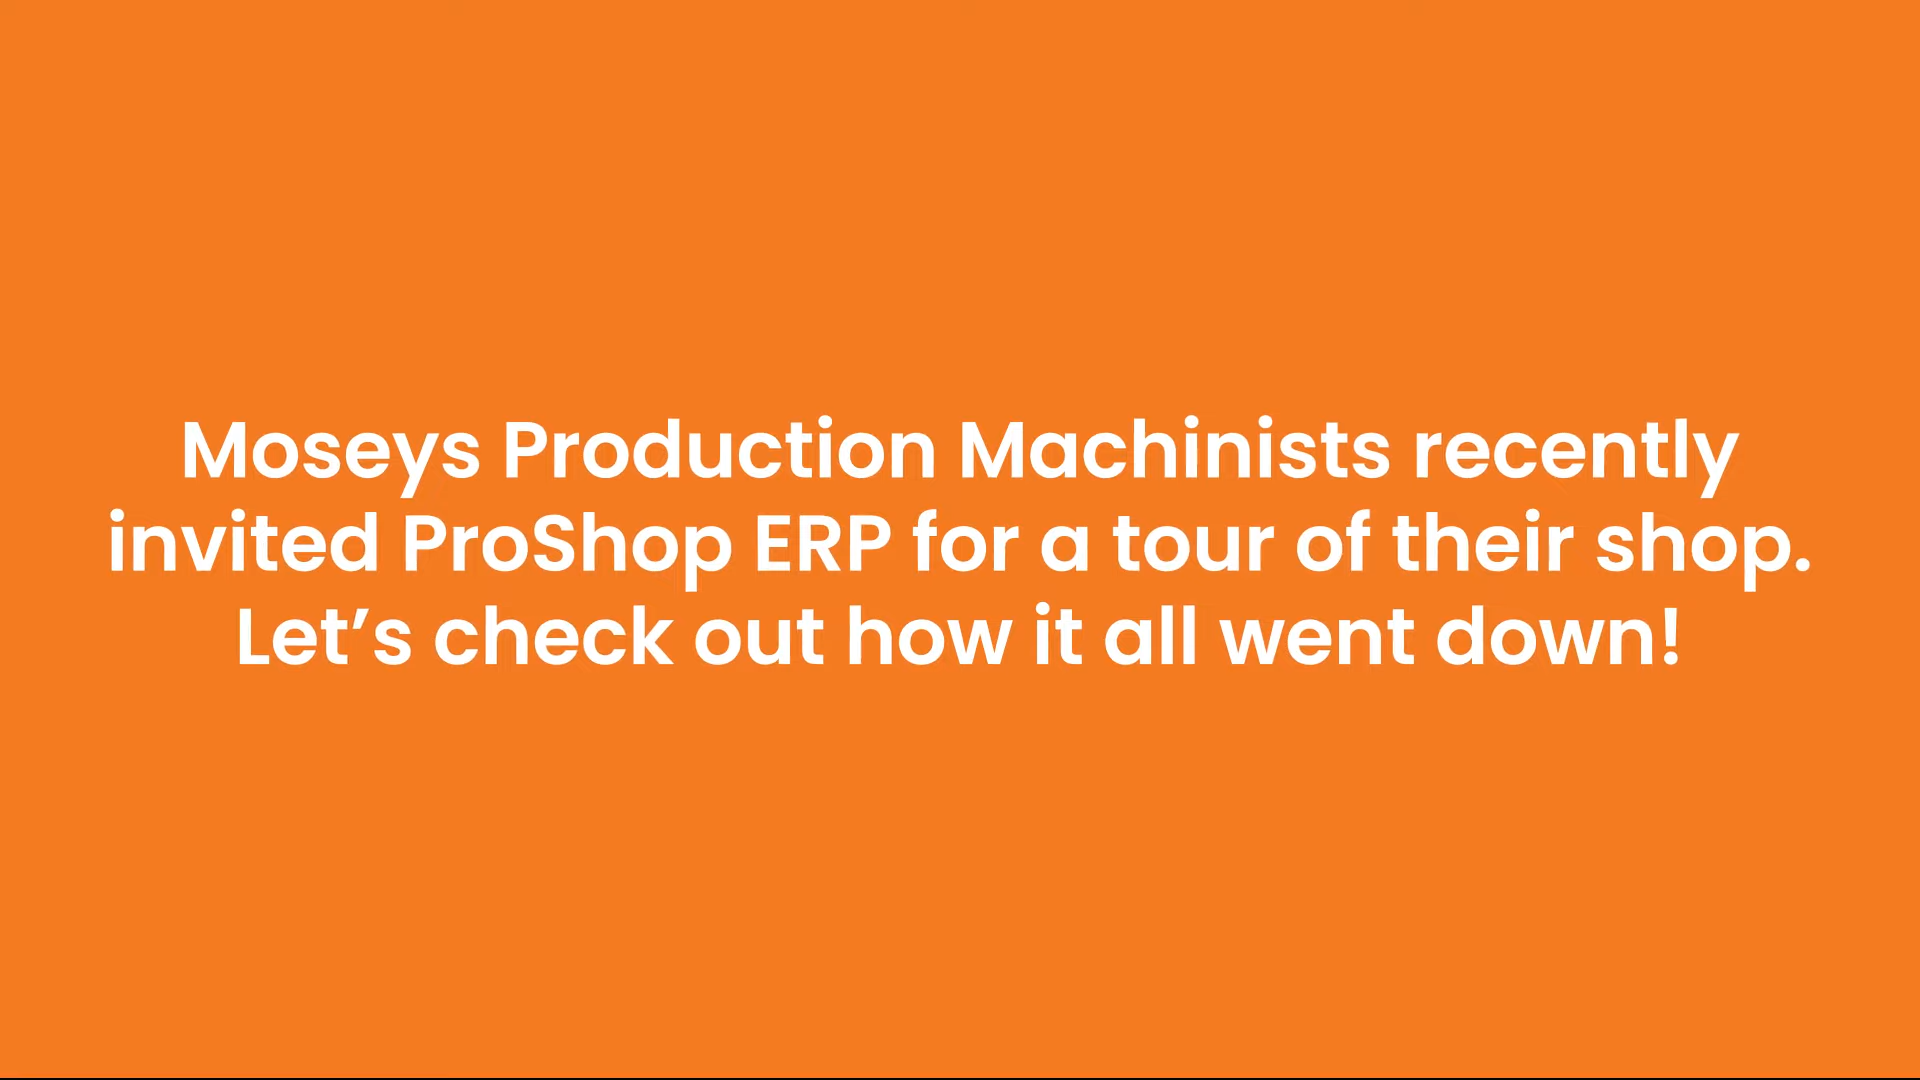 Moseys Production Machinists recently
invited ProShop ERP for a tour of their shop.
Let’s check out how it all went down!